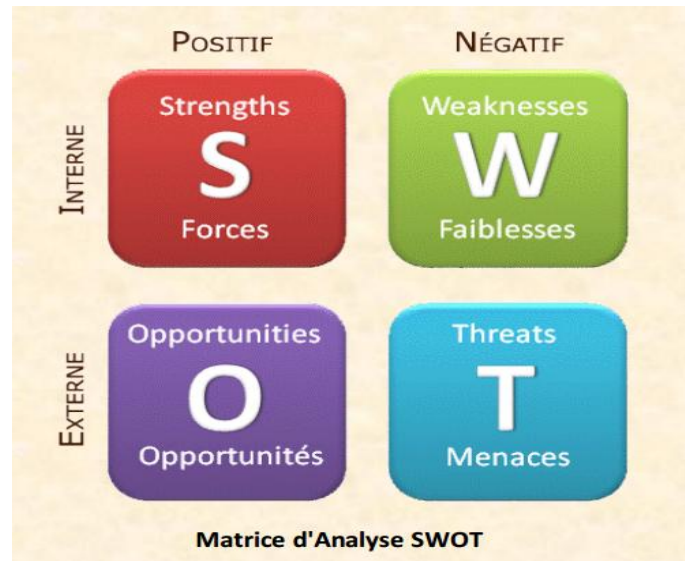 POSITIF NÉGATIF
INTERNE
Strengths
S
Forces
Weaknesses
W
Faiblesses
EXTERNE
Opportunities
O
Opportunités
Threats
T
Menaces
Matrice d'Analyse SWOT